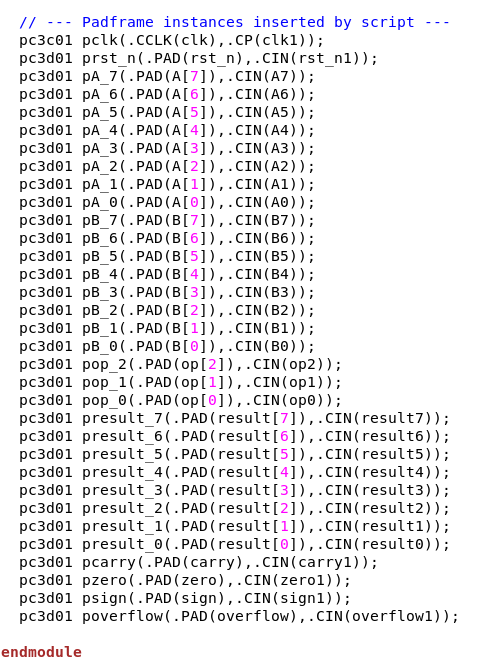 // --- Padframe instances inserted by script ---
pc3c01 pclk(.CCLK(clk),.CP(clk1));
pc3d01 prst_n(.PAD(rst_n),.CIN(rst_n1));
pc3d01 pA_7(.PAD(A[7]),.CIN(A7));
pc3d01 pA_6(.PAD(A[6]),.CIN(A6));
pc3d01 pA_5(.PAD(A[5]),.CIN(A5));
pc3d01 pA_4(.PAD(A[4]),.CIN(A4));
pc3d01 pA_3(.PAD(A[3]),.CIN(A3));
pc3d01 pA_2(.PAD(A[2]),.CIN(A2));
pc3d01 pA_1(.PAD(A[1]),.CIN(A1));
pc3d01 pA_0(.PAD(A[0]),.CIN(A0));
pc3d01 pB_7(.PAD(B[7]),.CIN(B7));
pc3d01 pB_6(.PAD(B[6]),.CIN(B6));
pc3d01 pB_5(.PAD(B[5]),.CIN(B5));
pc3d01 pB_4(.PAD(B[4]),.CIN(B4));
pc3d01 pB_3(.PAD(B[3]),.CIN(B3));
pc3d01 pB_2(.PAD(B[2]),.CIN(B2));
pc3d01 pB_1(.PAD(B[1]),.CIN(B1));
pc3d01 pB_0(.PAD(B[0]),.CIN(B0));
pc3d01 pop_2(.PAD(op[2]),.CIN(op2));
pc3d01 pop_1(.PAD(op[1]),.CIN(op1));
pc3d01 pop_0(.PAD(op[0]),.CIN(op0));
pc3d01 presult_7(.PAD(result[7]),.CIN(result7));
pc3d01 presult_6(.PAD(result[6]),.CIN(result6));
pc3d01 presult_5(.PAD(result[5]),.CIN(result5));
pc3d01 presult_4(.PAD(result[4]),.CIN(result4));
pc3d01 presult_3(.PAD(result[3]),.CIN(result3));
pc3d01 presult_2(.PAD(result[2]),.CIN(result2));
pc3d01 presult_1(.PAD(result[1]),.CIN(result1));
pc3d01 presult_0(.PAD(result[0]),.CIN(result0));
pc3d01 pcarry(.PAD(carry),.CIN(carry1));
pc3d01 pzero(.PAD(zero),.CIN(zero1));
pc3d01 psign(.PAD(sign),.CIN(sign1));
pc3d01 poverflow(.PAD(overflow),.CIN(overflow1));
endmodule